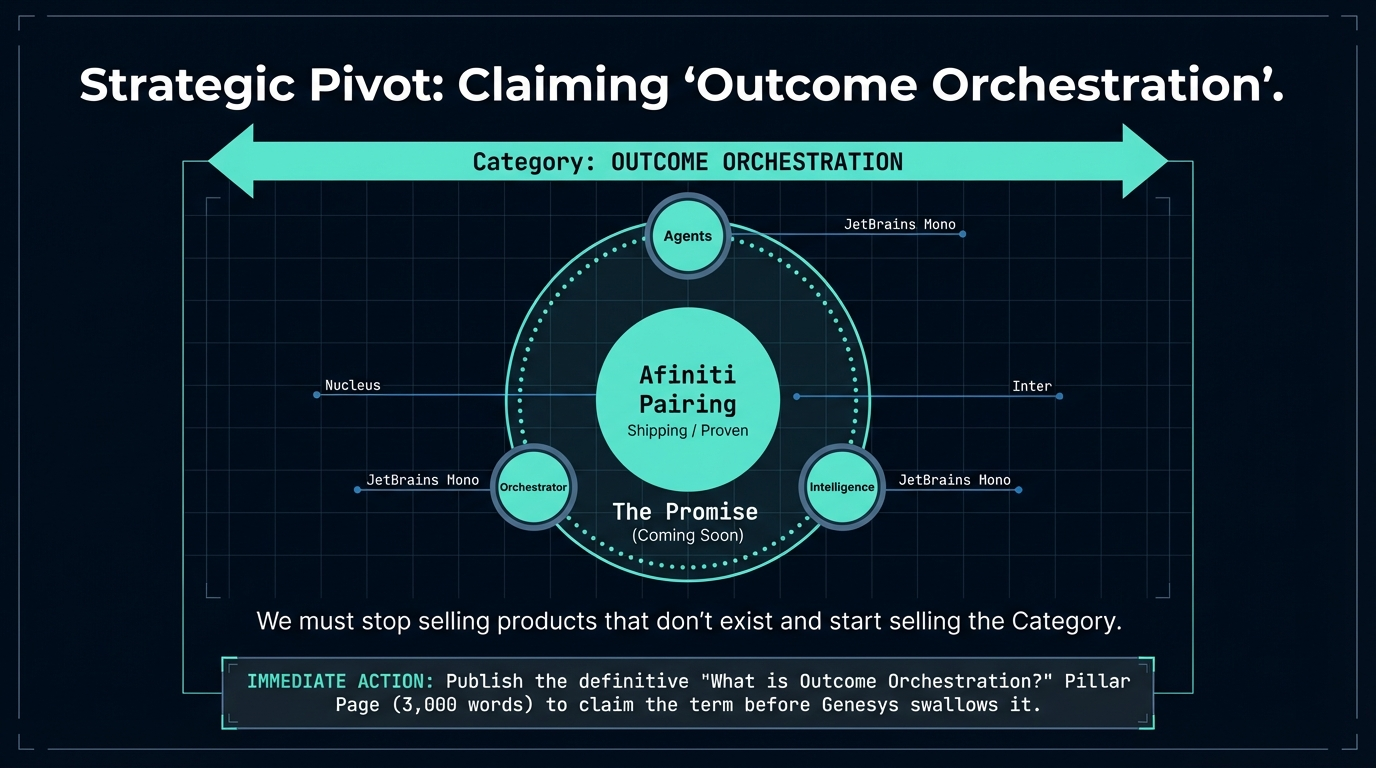 Strategic Pivot: Claiming ‘Outcome Orchestration’.
Category: OUTCOME ORCHESTRATION
Agents
JetBrains Mono
Nucleus
Afiniti
Pairing
Shipping / Proven
Inter
JetBrains Mono
Orchestrator
Intelligence
JetBrains Mono
The Promise
(Coming Soon)
We must stop selling products that don’t exist and start selling the Category.
IMMEDIATE ACTION: Publish the definitive "What is Outcome Orchestration?" Pillar
Page (3,000 words) to claim the term before Genesys swallows it.